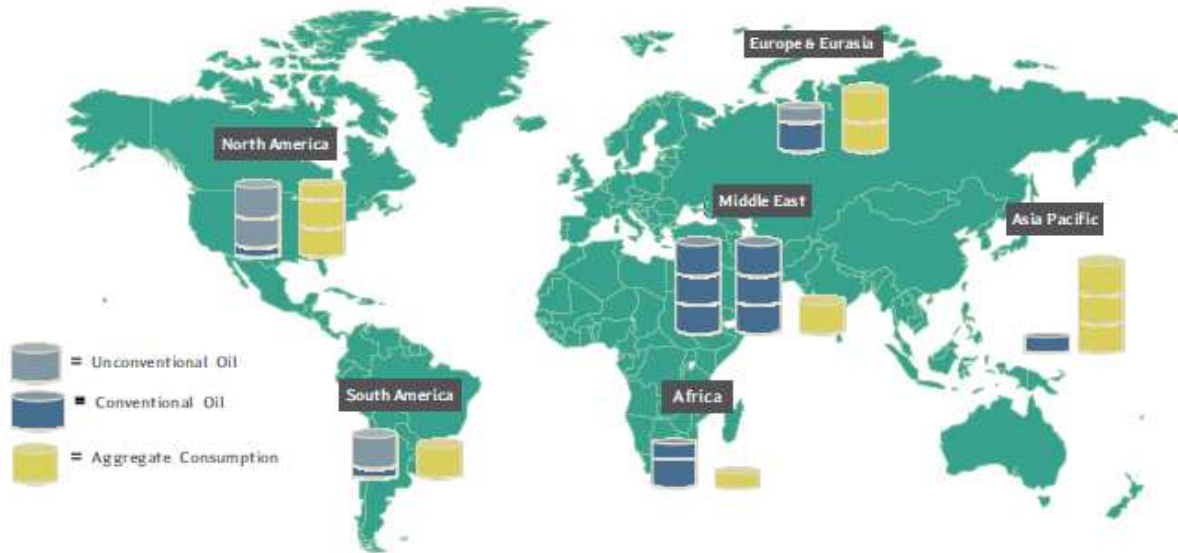 Europe & Eurasia
North America
Middle East
Asia Pacific
= Unconventional Oil
= Conventional Oil
= Aggregate Consumption
South America
Africa